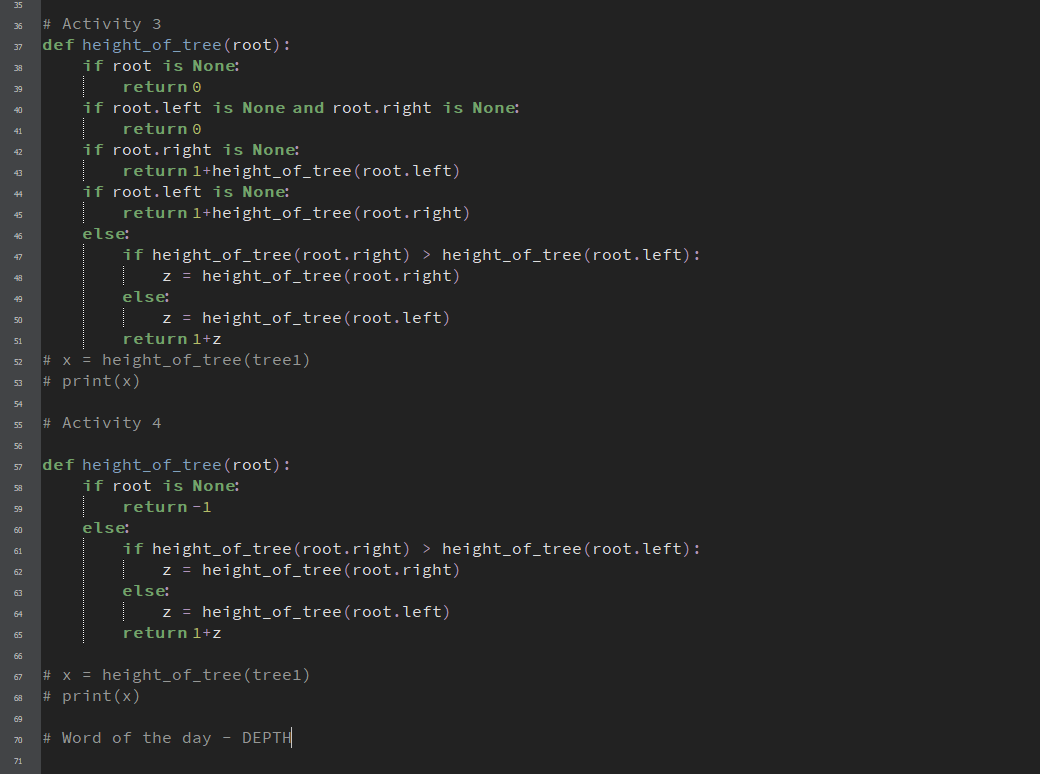 35
36 # Activity 3
37 def height_of_tree(root):
38     if root is None:
39         return 0
40     if root.left is None and root.right is None:
41         return 0
42     if root.right is None:
43         return 1+height_of_tree(root.left)
44     if root.left is None:
45         return 1+height_of_tree(root.right)
46     else:
47         if height_of_tree(root.right) > height_of_tree(root.left):
48             z = height_of_tree(root.right)
49         else:
50             z = height_of_tree(root.left)
51         return 1+z
52 # x = height_of_tree(tree1)
53 # print(x)
54
55 # Activity 4
56
57 def height_of_tree(root):
58     if root is None:
59         return -1
60     else:
61         if height_of_tree(root.right) > height_of_tree(root.left):
62             z = height_of_tree(root.right)
63         else:
64             z = height_of_tree(root.left)
65         return 1+z
66
67 # x = height_of_tree(tree1)
68 # print(x)
69
70 # Word of the day - DEPTH
71